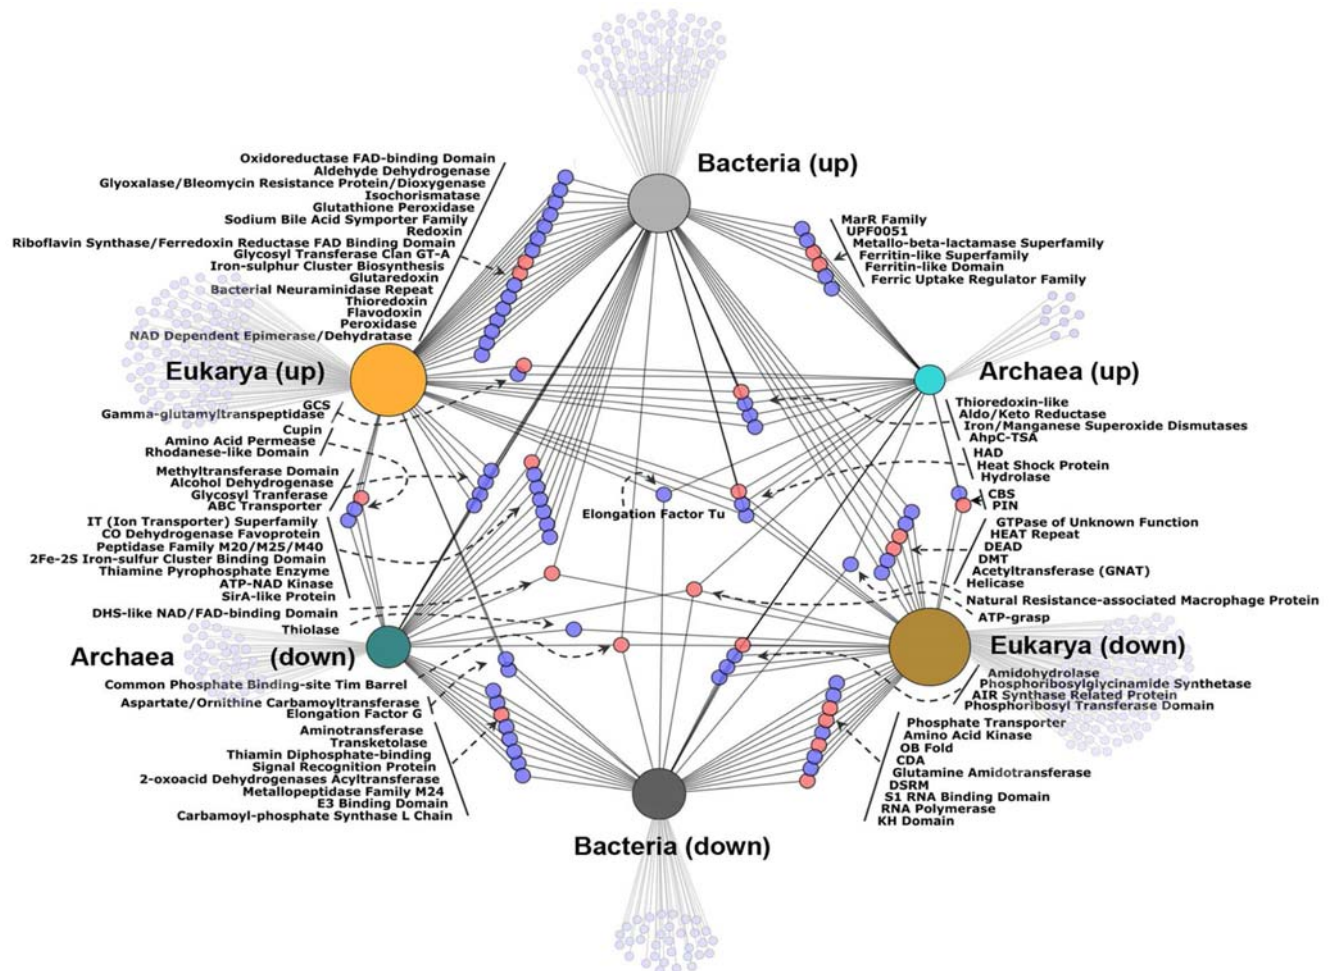 Bacteria (up)
Oxidoreductase FAD-binding Domain
Aldehyde Dehydrogenase
Glyoxalase/Bleomycin Resistance Protein/Dioxygenase
Isochorismatase
Glutathione Peroxidase
Sodium Bile Acid Symporter Family
Redoxin
Riboflavin Synthase/Ferredoxin Reductase FAD Binding Domain
Glycosyl Transferase Clan GT-A
Iron-sulphur Cluster Biosynthesis
Glutaredoxin
Bacterial Neuraminidase Repeat
Thioredoxin
Flavodoxin
Peroxidase
NAD Dependent Epimerase/Dehydratase
MarR Family
UPF0051
Metallo-beta-lactamase Superfamily
Ferritin-like Superfamily
Ferritin-like Domain
Ferric Uptake Regulator Family
Eukarya (up)
Archaea (up)
GCS
Gamma-glutamyltranspeptidase
Cupin
Amino Acid Permease
Rhodanese-like Domain
Methyltransferase Domain
Alcohol Dehydrogenase
Glycosyl Tranferase
ABC Transporter
IT (Ion Transporter) Superfamily
CO Dehydrogenase Favoprotein
Peptidase Family M20/M25/M40
2Fe-2S Iron-sulfur Cluster Binding Domain
Thiamine Pyrophosphate Enzyme
ATP-NAD Kinase
SirA-like Protein
DHS-like NAD/FAD-binding Domain
Thiolase
Elongation Factor Tu
Thioredoxin-like
Aldo/Keto Reductase
Iron/Manganese Superoxide Dismutases
AhpC-TSA
HAD
Heat Shock Protein
Hydrolase
CBS
PIN
GTPase of Unknown Function
HEAT Repeat
DEAD
DMT
Acetyltransferase (GNAT)
Helicase
Natural Resistance-associated Macrophage Protein
ATP-grasp
Archaea (down)
Eukarya (down)
Common Phosphate Binding-site Tim Barrel
Aspartate/Ornithine Carbamoyltransferase
Elongation Factor G
Aminotransferase
Transketolase
Thiamin Diphosphate-binding
Signal Recognition Protein
2-oxoacid Dehydrogenases Acyltransferase
Metallopeptidase Family M24
E3 Binding Domain
Carbamoyl-phosphate Synthase L Chain
Amidohydrolase
Phosphoribosylglycinamide Synthetase
AIR Synthase Related Protein
Phosphoribosyl Transferase Domain
Phosphate Transporter
Amino Acid Kinase
OB Fold
CDA
Glutamine Amidotransferase
DSRM
S1 RNA Binding Domain
RNA Polymerase
KH Domain
Bacteria (down)